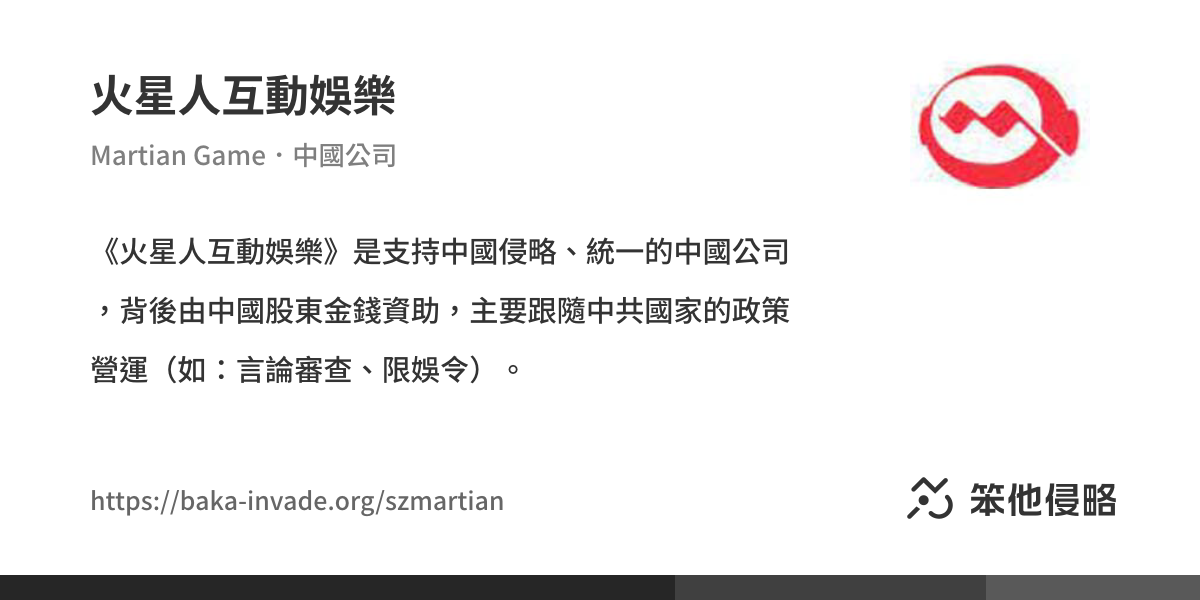 火星人互動娛樂
Martian Game・中國公司
《火星人互動娛樂》是支持中國侵略、統一的中國公司
，背後由中國股東金錢資助，主要跟隨中共國家的政策
營運（如：言論審查、限娛令）。
https://baka-invade.org/szmartian
笨他侵略